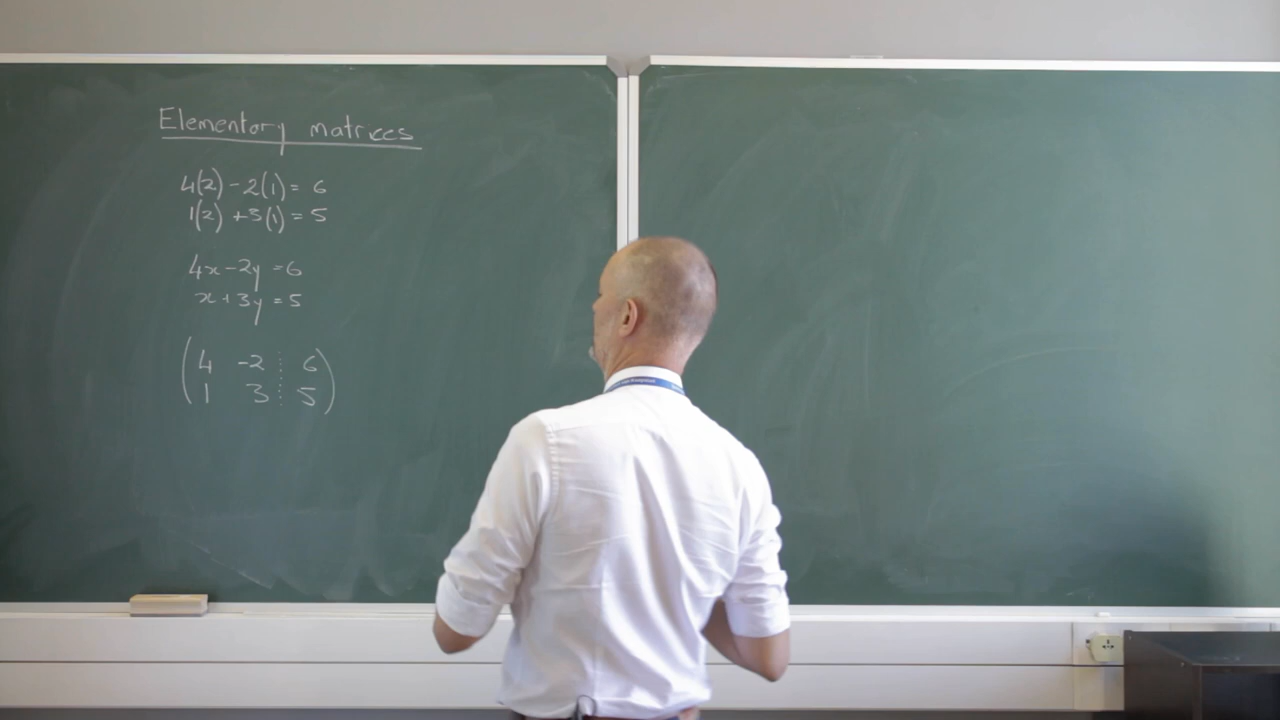 Elementary matrices
4(2) - 2(1) = 6
1(2) + 3(1) = 5
4x - 2y = 6
x + 3y = 5
4 -2 ⋮ 6
1 3 ⋮ 5